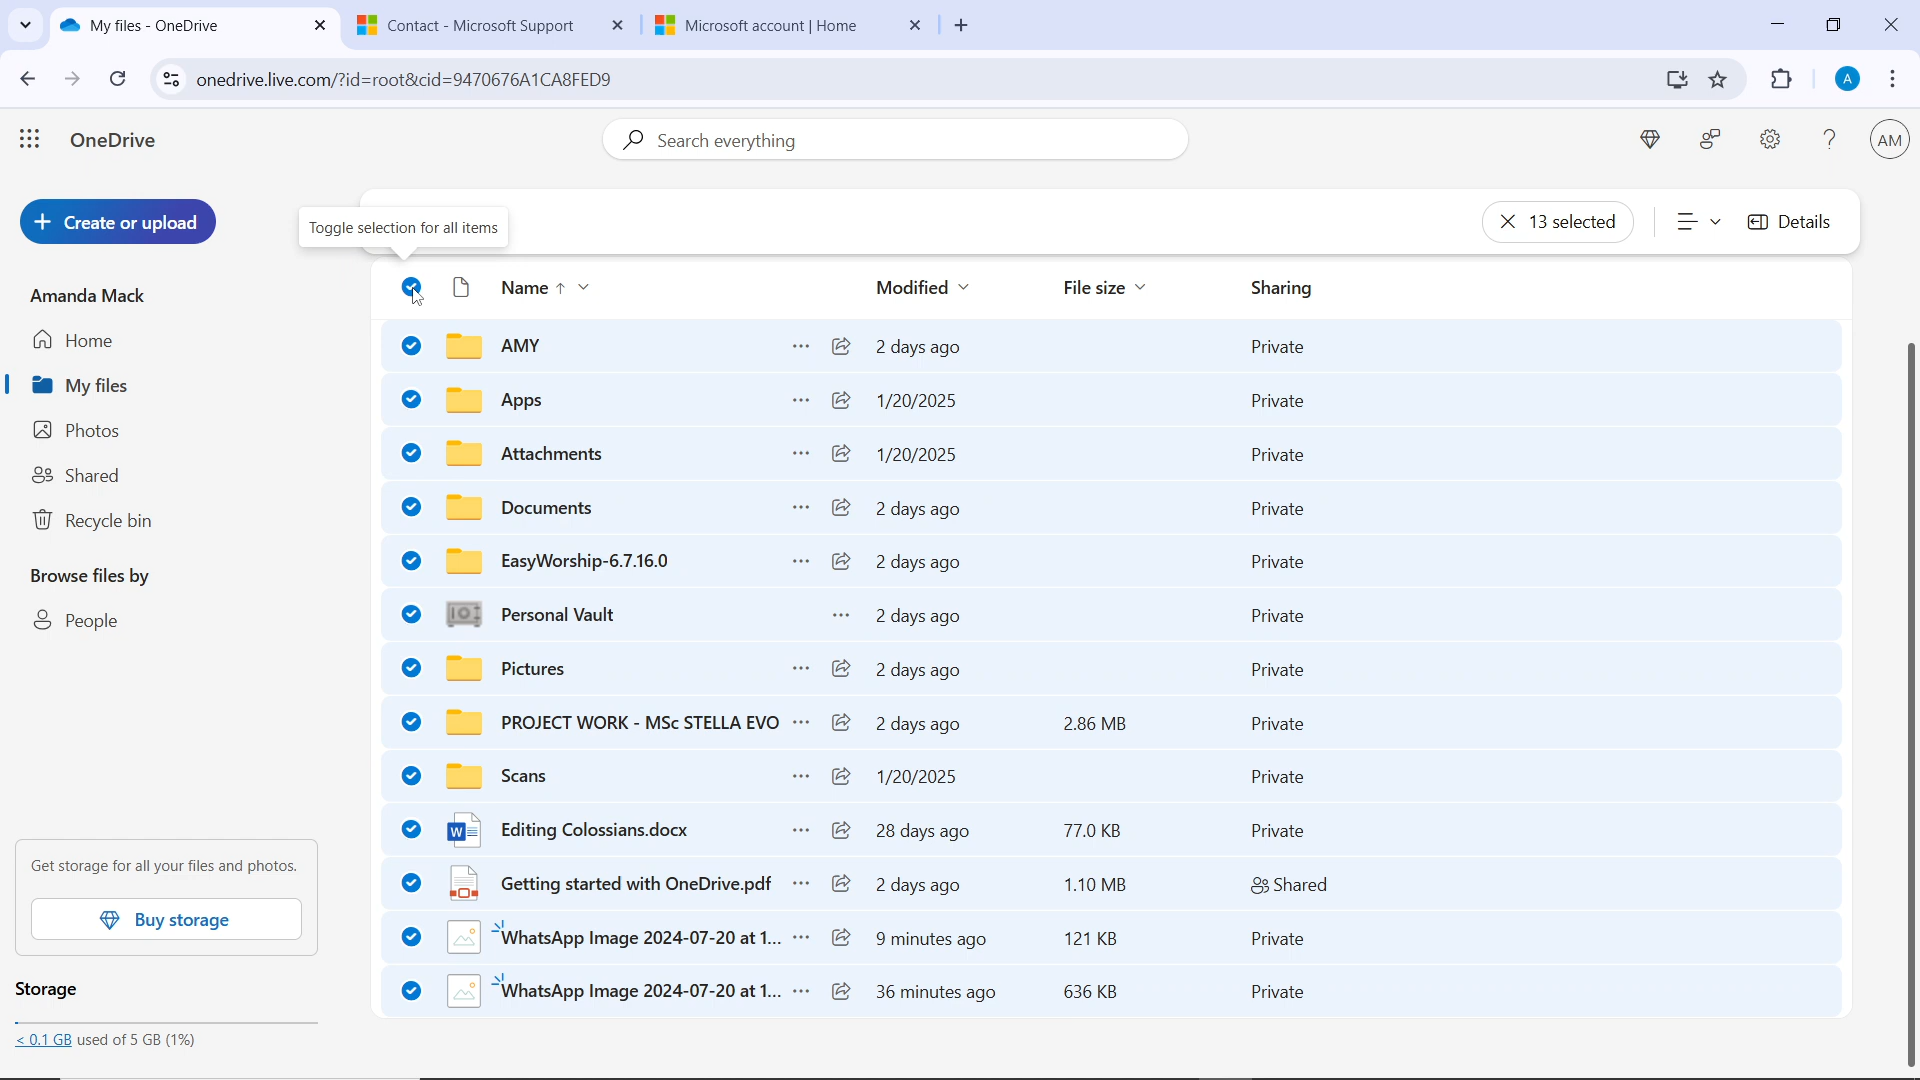 My files - OneDrive
Contact - Microsoft Support
Microsoft account | Home
onedrive.live.com/?id=root&cid=9470676A1CA8FED9
A
OneDrive
Search everything
AM
Create or upload
Toggle selection for all items
13 selected
Details
Amanda Mack
Home
My files
Photos
Shared
Recycle bin
Browse files by
People
Name Modified File size Sharing
AMY 2 days ago Private
Apps 1/20/2025 Private
Attachments 1/20/2025 Private
Documents 2 days ago Private
EasyWorship-6.7.16.0 2 days ago Private
Personal Vault 2 days ago Private
Pictures 2 days ago Private
PROJECT WORK - MSc STELLA EVO 2 days ago 2.86 MB Private
Scans 1/20/2025 Private
Editing Colossians.docx 28 days ago 77.0 KB Private
Getting started with OneDrive.pdf 2 days ago 1.10 MB Shared
WhatsApp Image 2024-07-20 at 1... 9 minutes ago 121 KB Private
WhatsApp Image 2024-07-20 at 1... 36 minutes ago 636 KB Private
Get storage for all your files and photos.
Buy storage
Storage
< 0.1 GB used of 5 GB (1%)